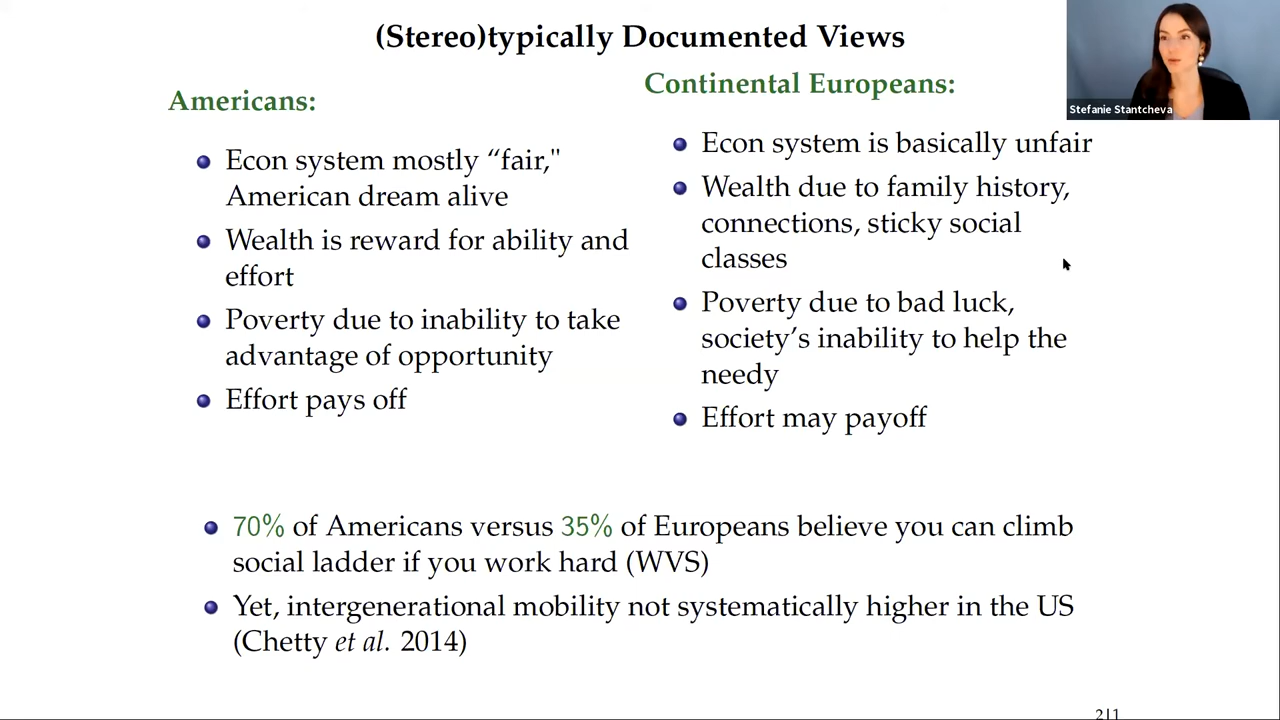 (Stereo)typically Documented Views
Stefanie Stantcheva
Americans:
Econ system mostly “fair,"
American dream alive
Wealth is reward for ability and
effort
Poverty due to inability to take
advantage of opportunity
Effort pays off
Continental Europeans:
Econ system is basically unfair
Wealth due to family history,
connections, sticky social
classes
Poverty due to bad luck,
society’s inability to help the
needy
Effort may payoff
70% of Americans versus 35% of Europeans believe you can climb
social ladder if you work hard (WVS)
Yet, intergenerational mobility not systematically higher in the US
(Chetty et al. 2014)